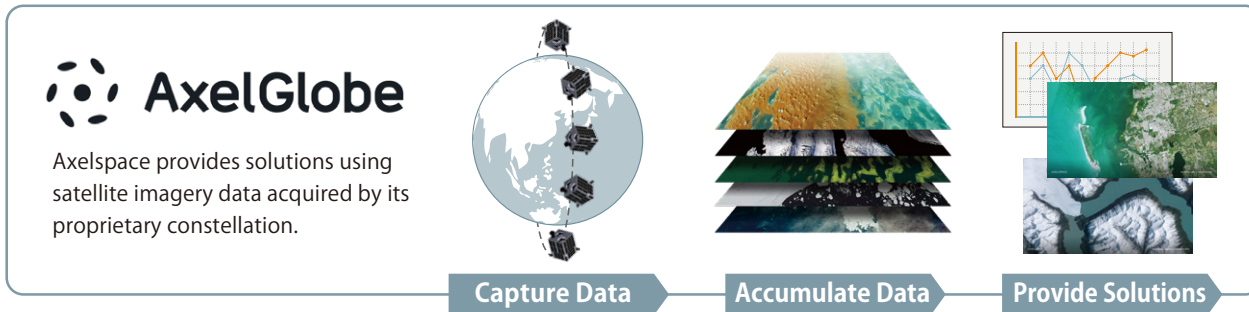 AxelGlobe
Axelspace provides solutions using
satellite imagery data acquired by its
proprietary constellation.
Capture Data
Accumulate Data
Provide Solutions